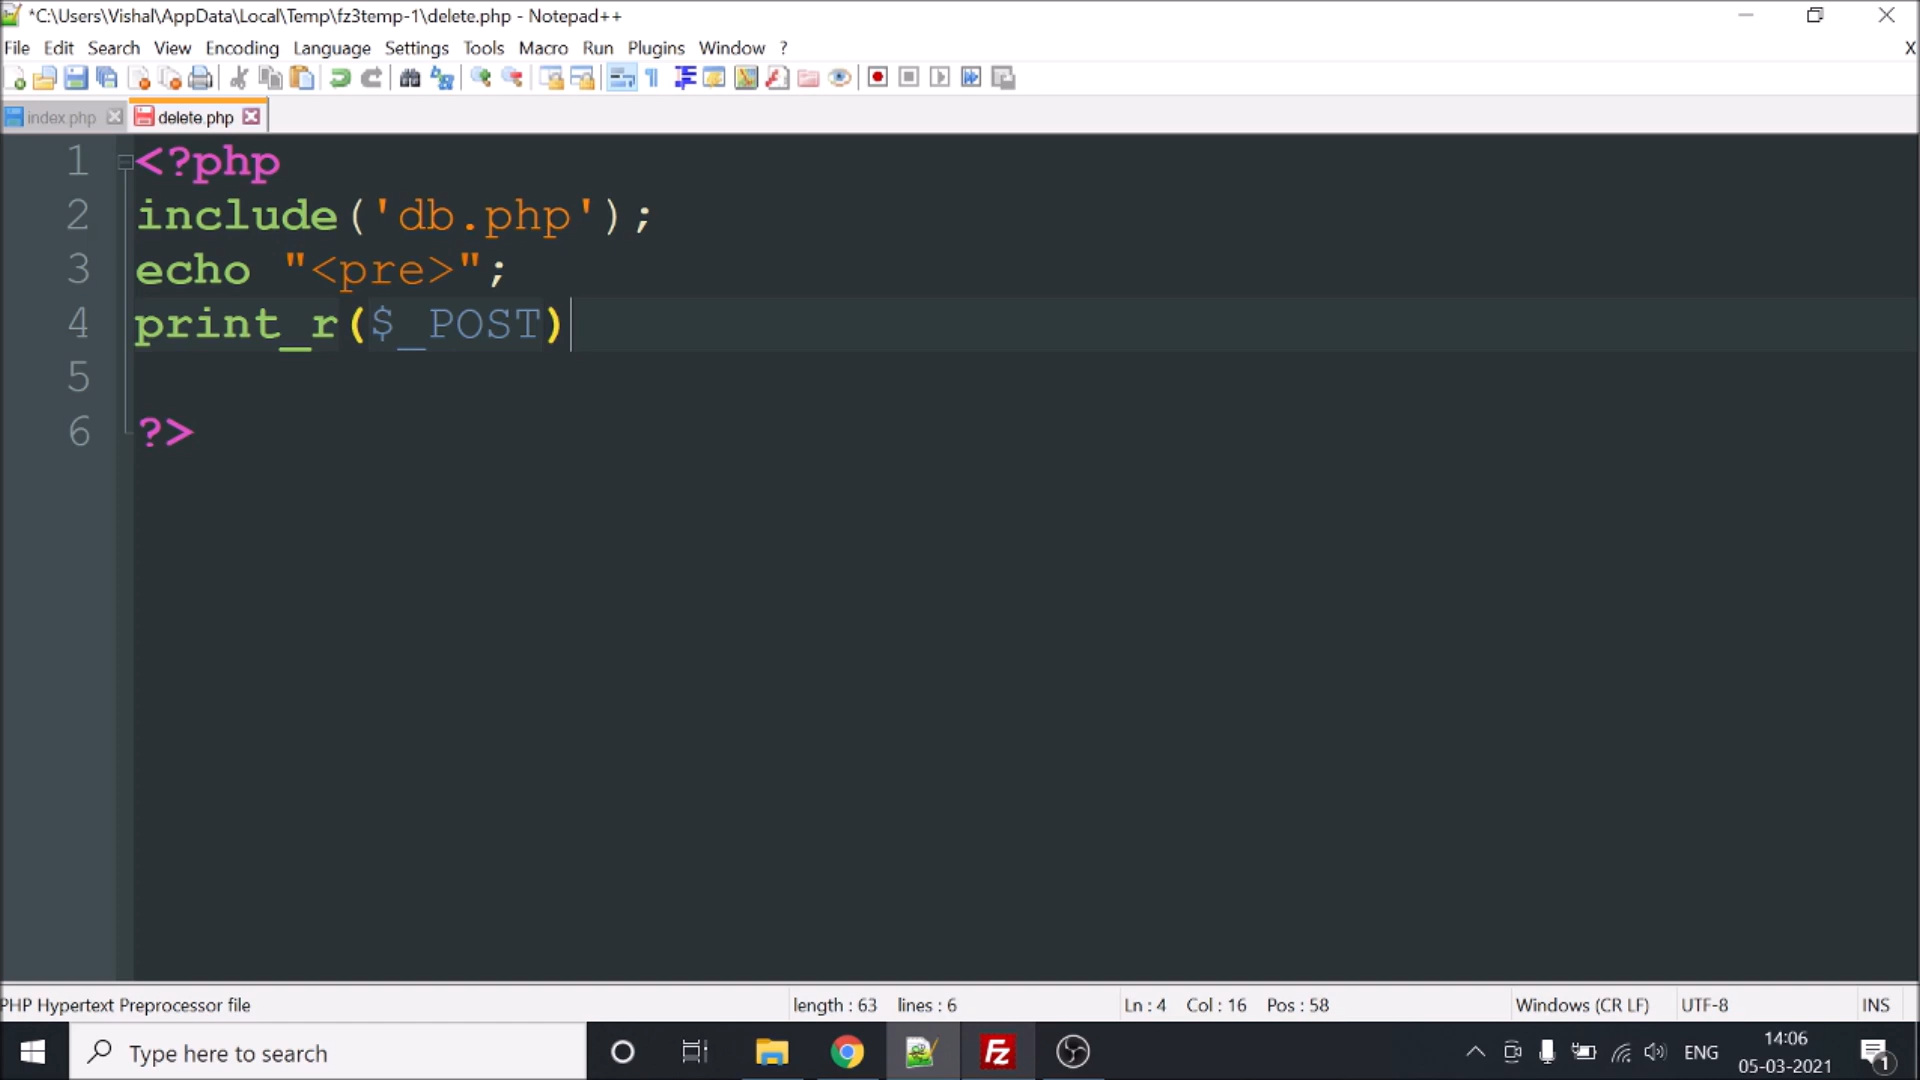 *C:\Users\Vishal\AppData\Local\Temp\fz3temp-1\delete.php - Notepad++
File Edit Search View Encoding Language Settings Tools Macro Run Plugins Window ? X
index.php delete.php
1 <?php
2 include('db.php');
3 echo "<pre>";
4 print_r($_POST)
5
6 ?>
PHP Hypertext Preprocessor file length : 63 lines : 6 Ln : 4 Col : 16 Pos : 58 Windows (CR LF) UTF-8 INS
Type here to search Fz ENG 14:06
05-03-2021 1